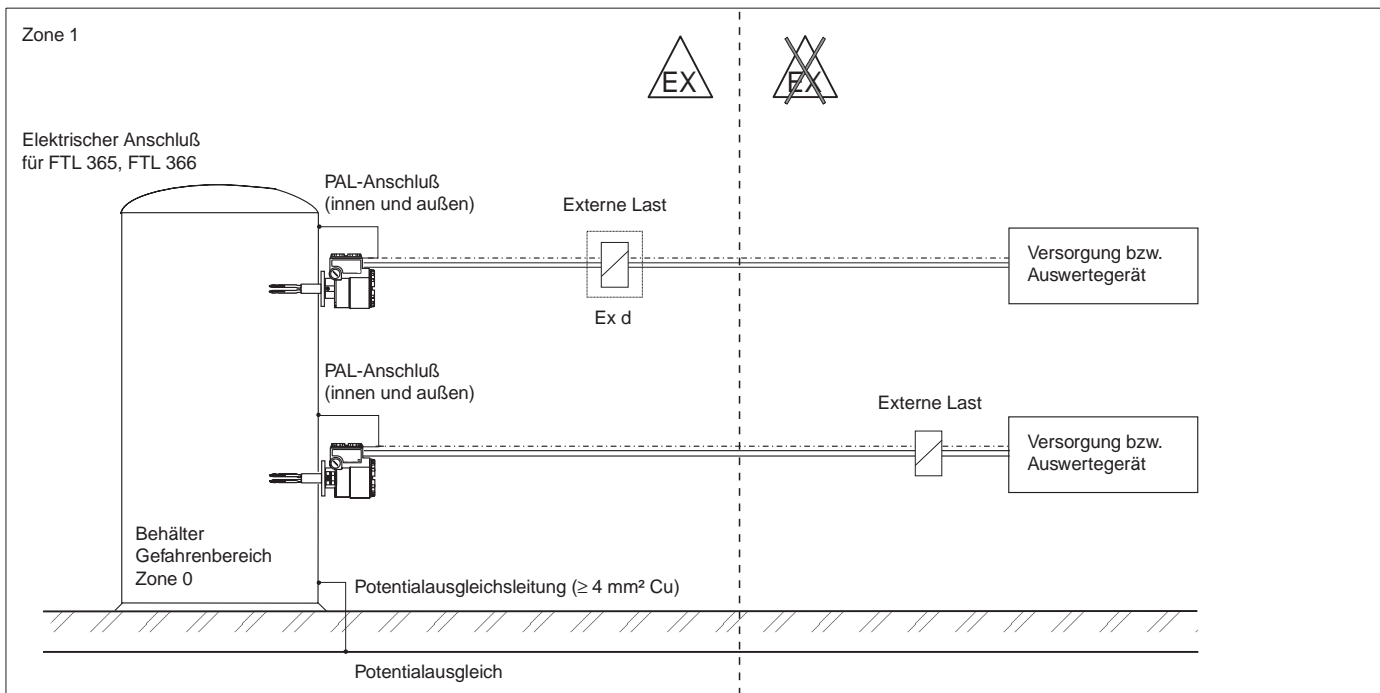 Zone 1
EX
EX
Elektrischer Anschluß
für FTL 365, FTL 366
PAL-Anschluß
(innen und außen)
Externe Last
Versorgung bzw.
Auswertegerät
Ex d
PAL-Anschluß
(innen und außen)
Externe Last
Versorgung bzw.
Auswertegerät
Behälter
Gefahrenbereich
Zone 0
Potentialausgleichsleitung (≥ 4 mm² Cu)
Potentialausgleich